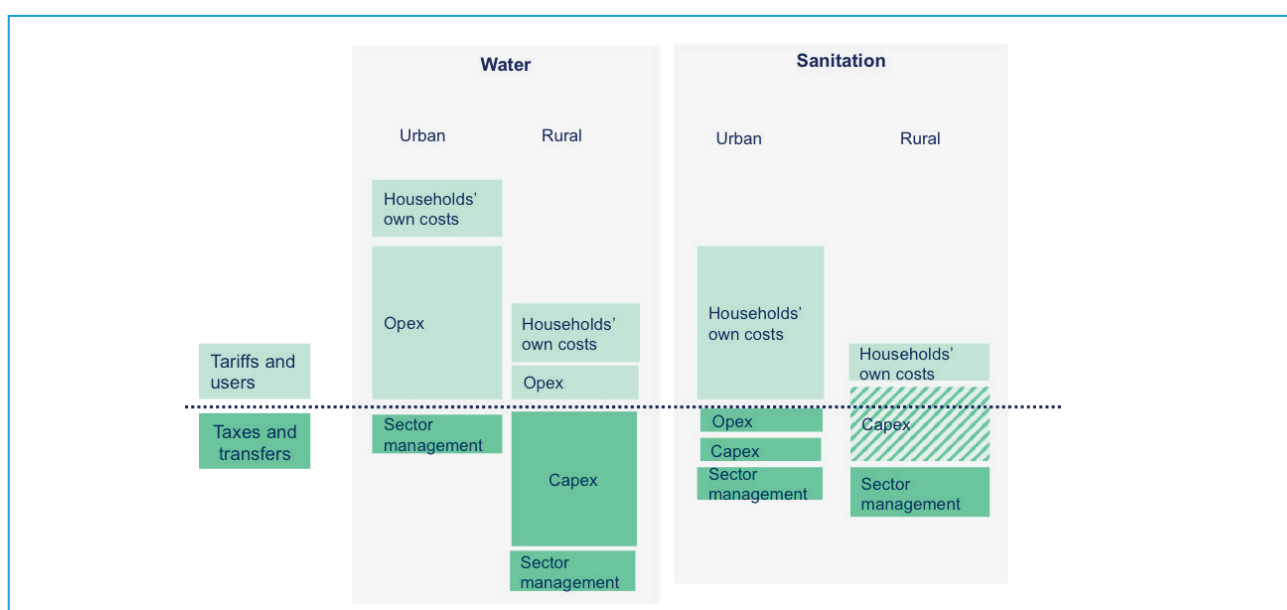 Water
Sanitation
Urban
Rural
Urban
Rural
Households’
own costs
Opex
Households’
own costs
Opex
Households’
own costs
Households’
own costs
Tariffs and
users
Taxes and
transfers
Sector
management
Capex
Sector
management
Opex
Capex
Sector
management
Capex
Sector
management